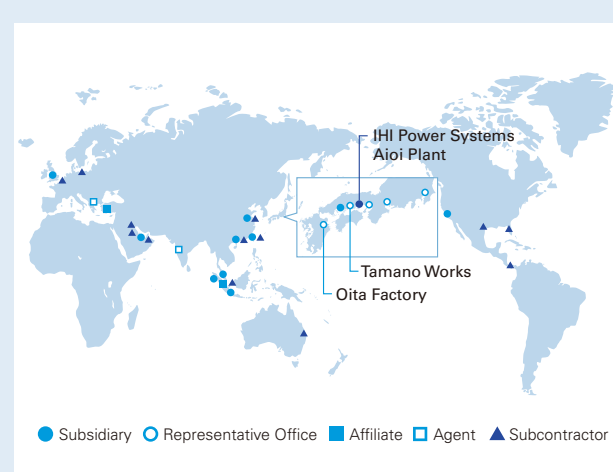 IHI Power Systems
Aioi Plant
Tamano Works
Oita Factory
Subsidiary Representative Office Affiliate Agent Subcontractor